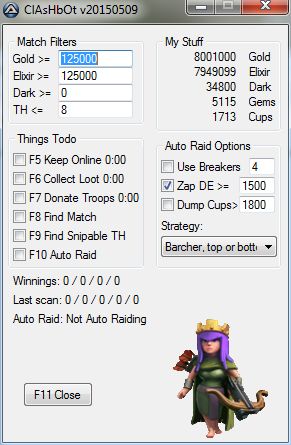 ClAsHbOt v20150509
Match Filters
Gold >= 125000
Elixir >= 125000
Dark >= 0
TH <= 8
My Stuff
8001000 Gold
7949099 Elixir
34800 Dark
5115 Gems
1713 Cups
Things Todo
F5 Keep Online 0:00
F6 Collect Loot 0:00
F7 Donate Troops 0:00
F8 Find Match
F9 Find Snipable TH
F10 Auto Raid
Auto Raid Options
Use Breakers 4
Zap DE >= 1500
Dump Cups> 1800
Strategy:
Barcher, top or botto
Winnings: 0 / 0 / 0 / 0
Last scan: 0 / 0 / 0 / 0 / 0
Auto Raid: Not Auto Raiding
F11 Close